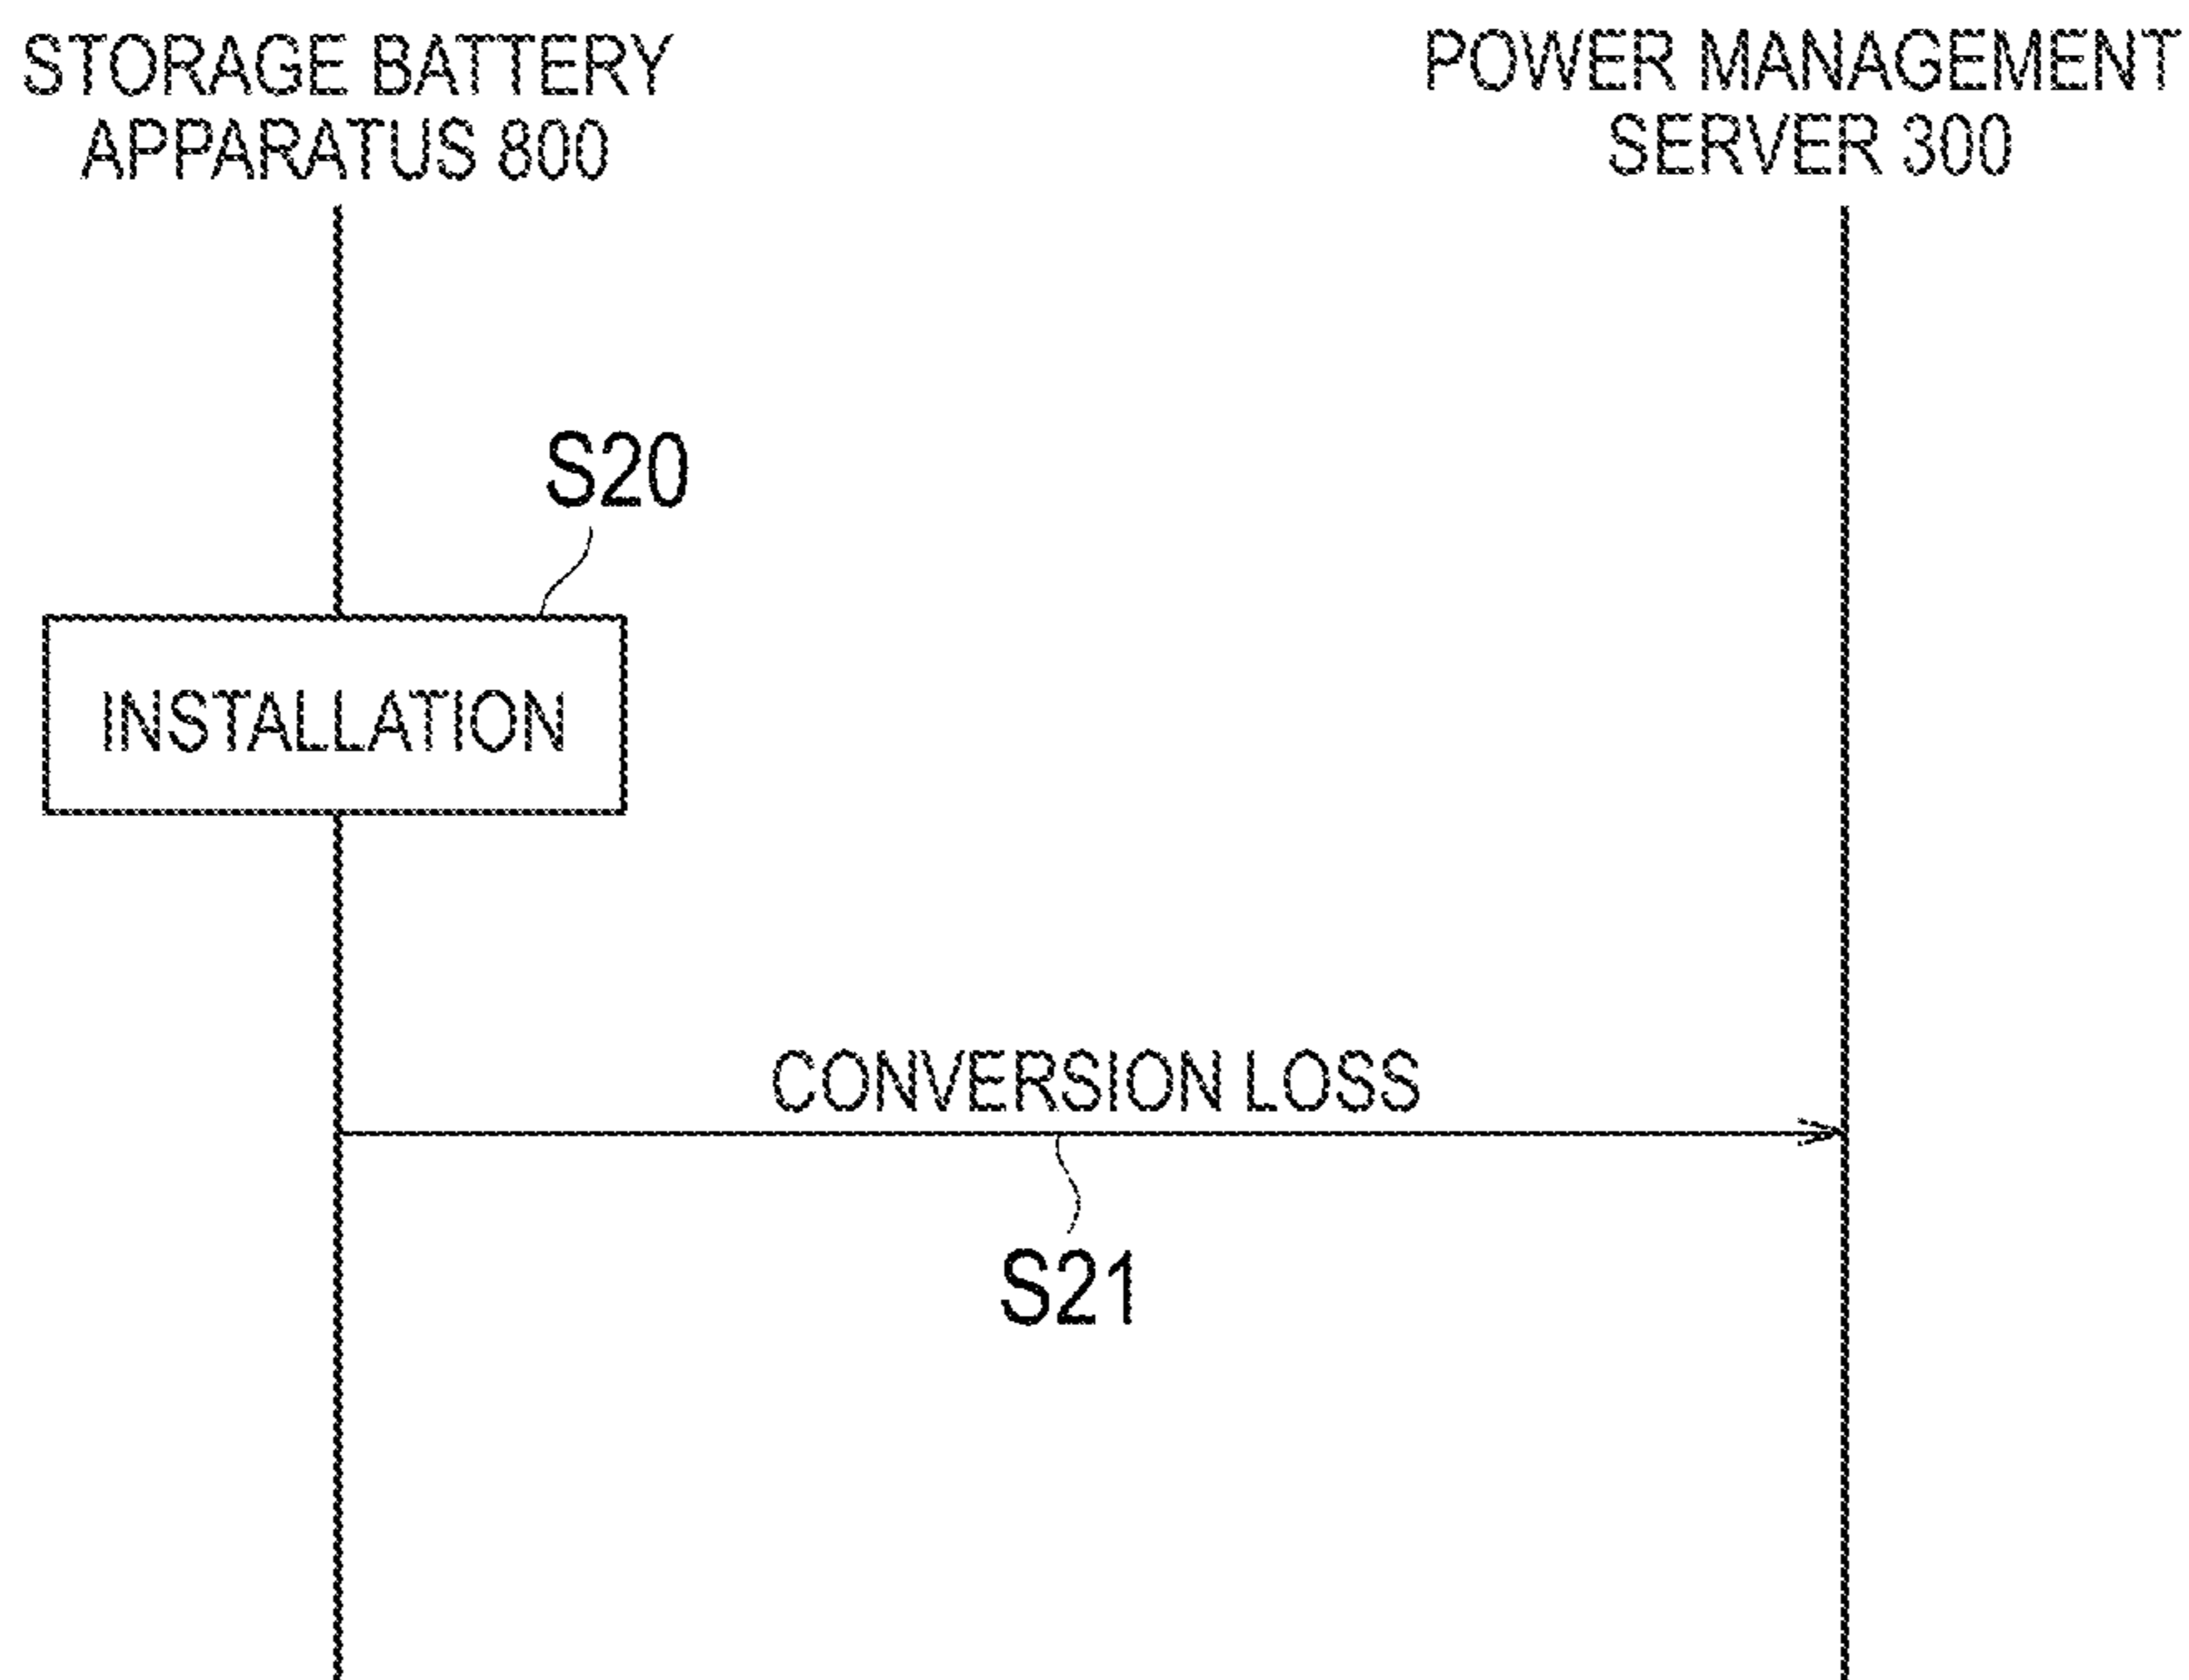 STORAGE BATTERY
APPARATUS 800
POWER MANAGEMENT
SERVER 300
S20
INSTALLATION
CONVERSION LOSS
S21